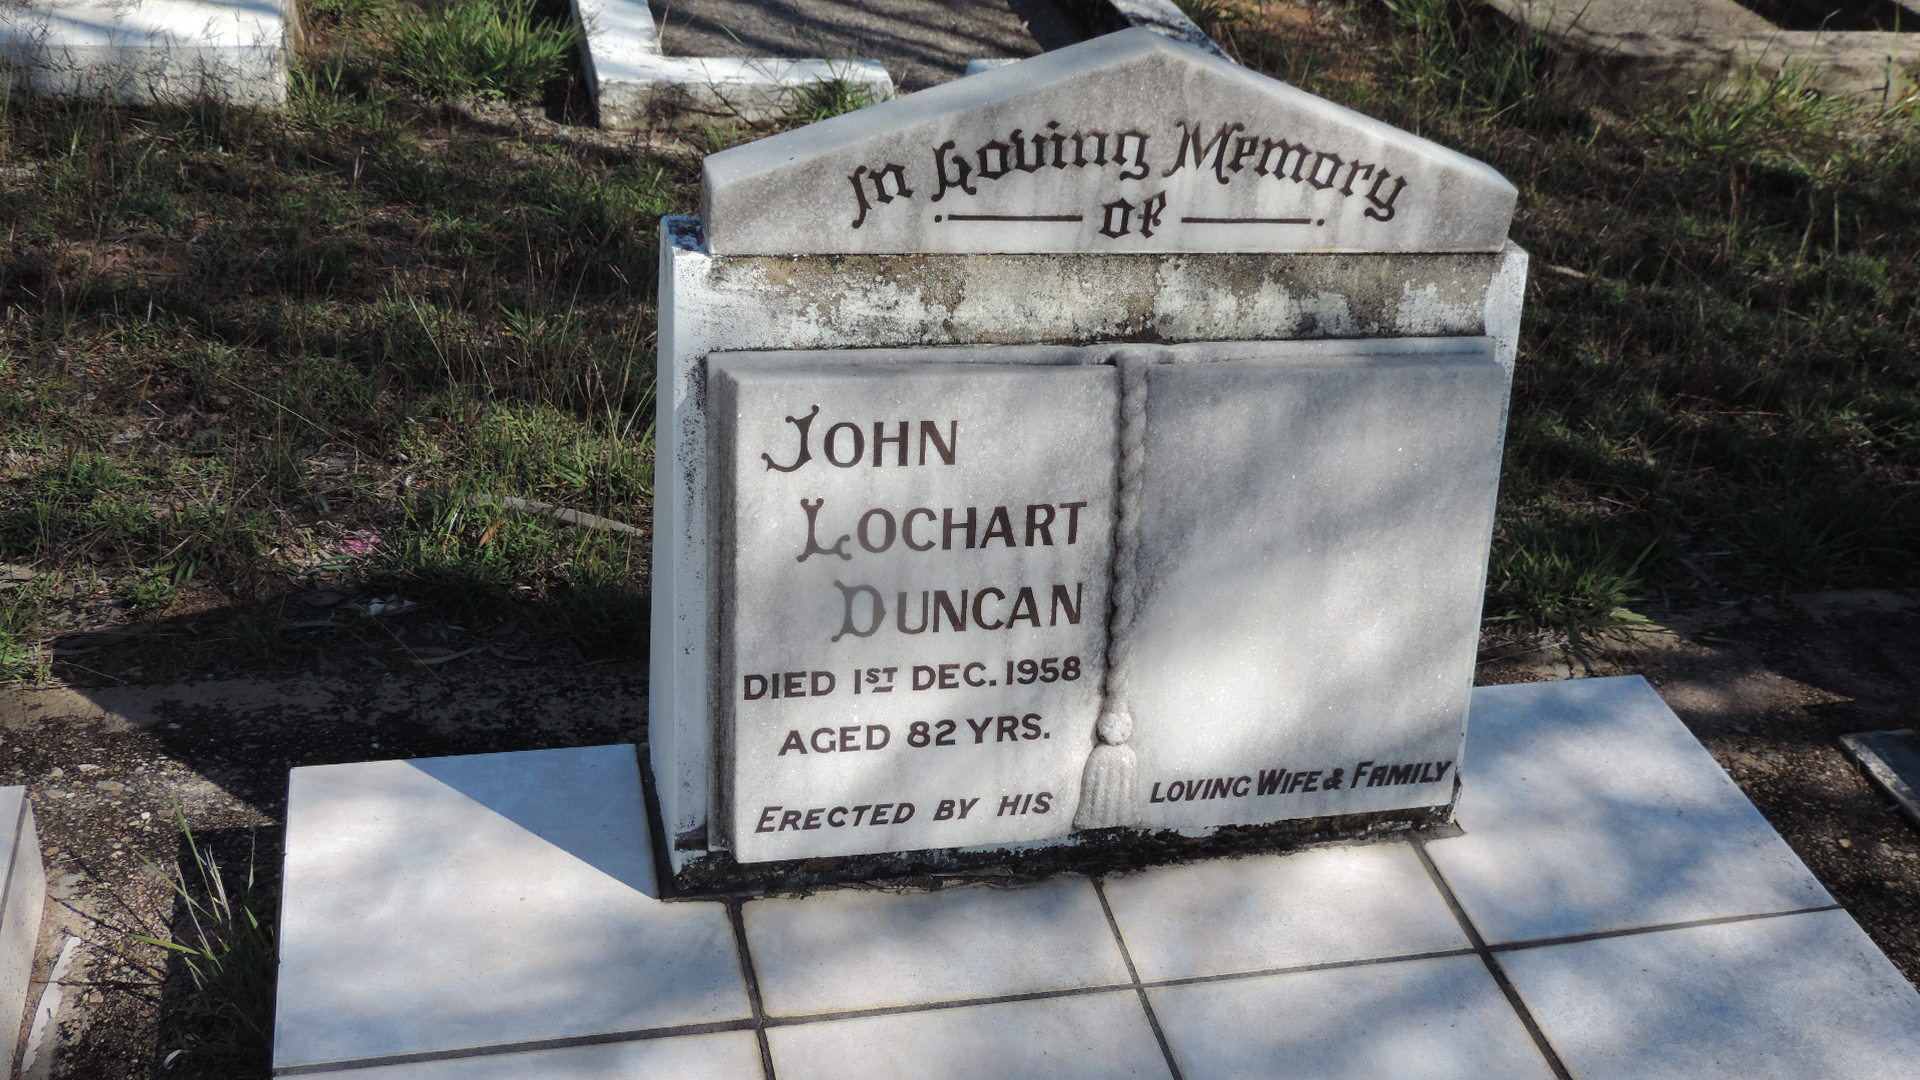 In Loving Memory
of
JOHN
LOCHART
DUNCAN
DIED 1ST DEC. 1958
AGED 82 YRS.
ERECTED BY HIS LOVING WIFE & FAMILY